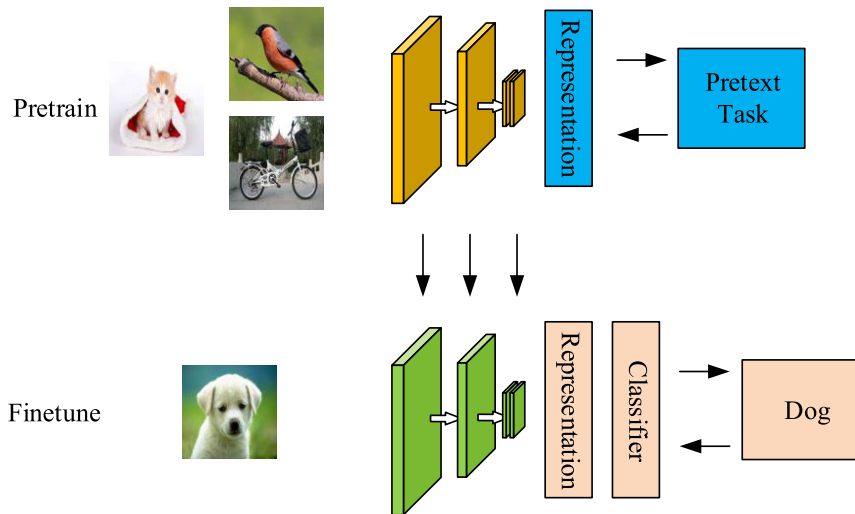 Pretrain
Representation
Pretext
Task
Finetune
Representation
Classifier
Dog